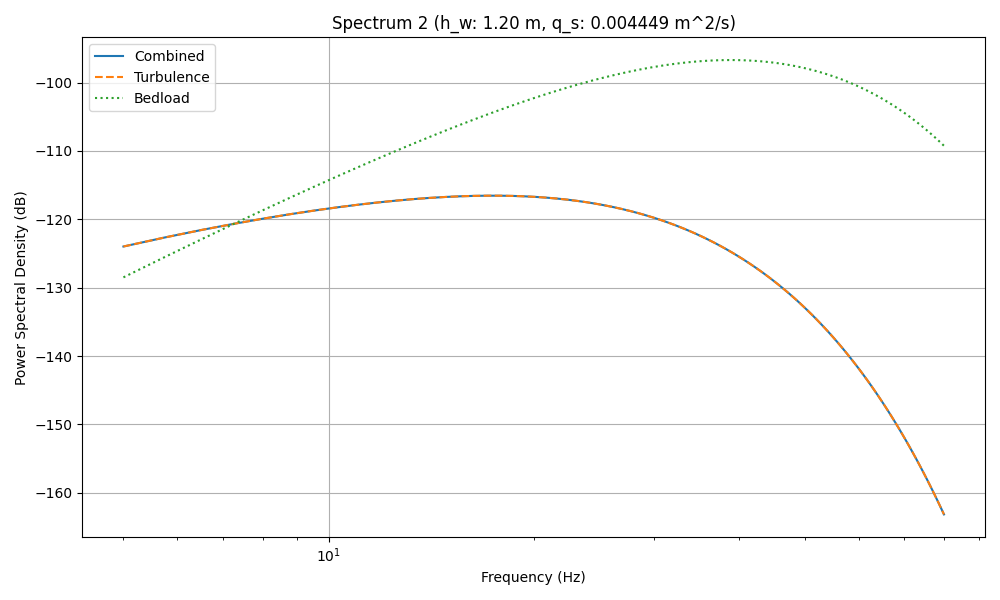 Spectrum 2 (h_w: 1.20 m, q_s: 0.004449 m^2/s)
Combined
Turbulence
Bedload
Power Spectral Density (dB)
−100
−110
−120
−130
−140
−150
−160
10¹
Frequency (Hz)